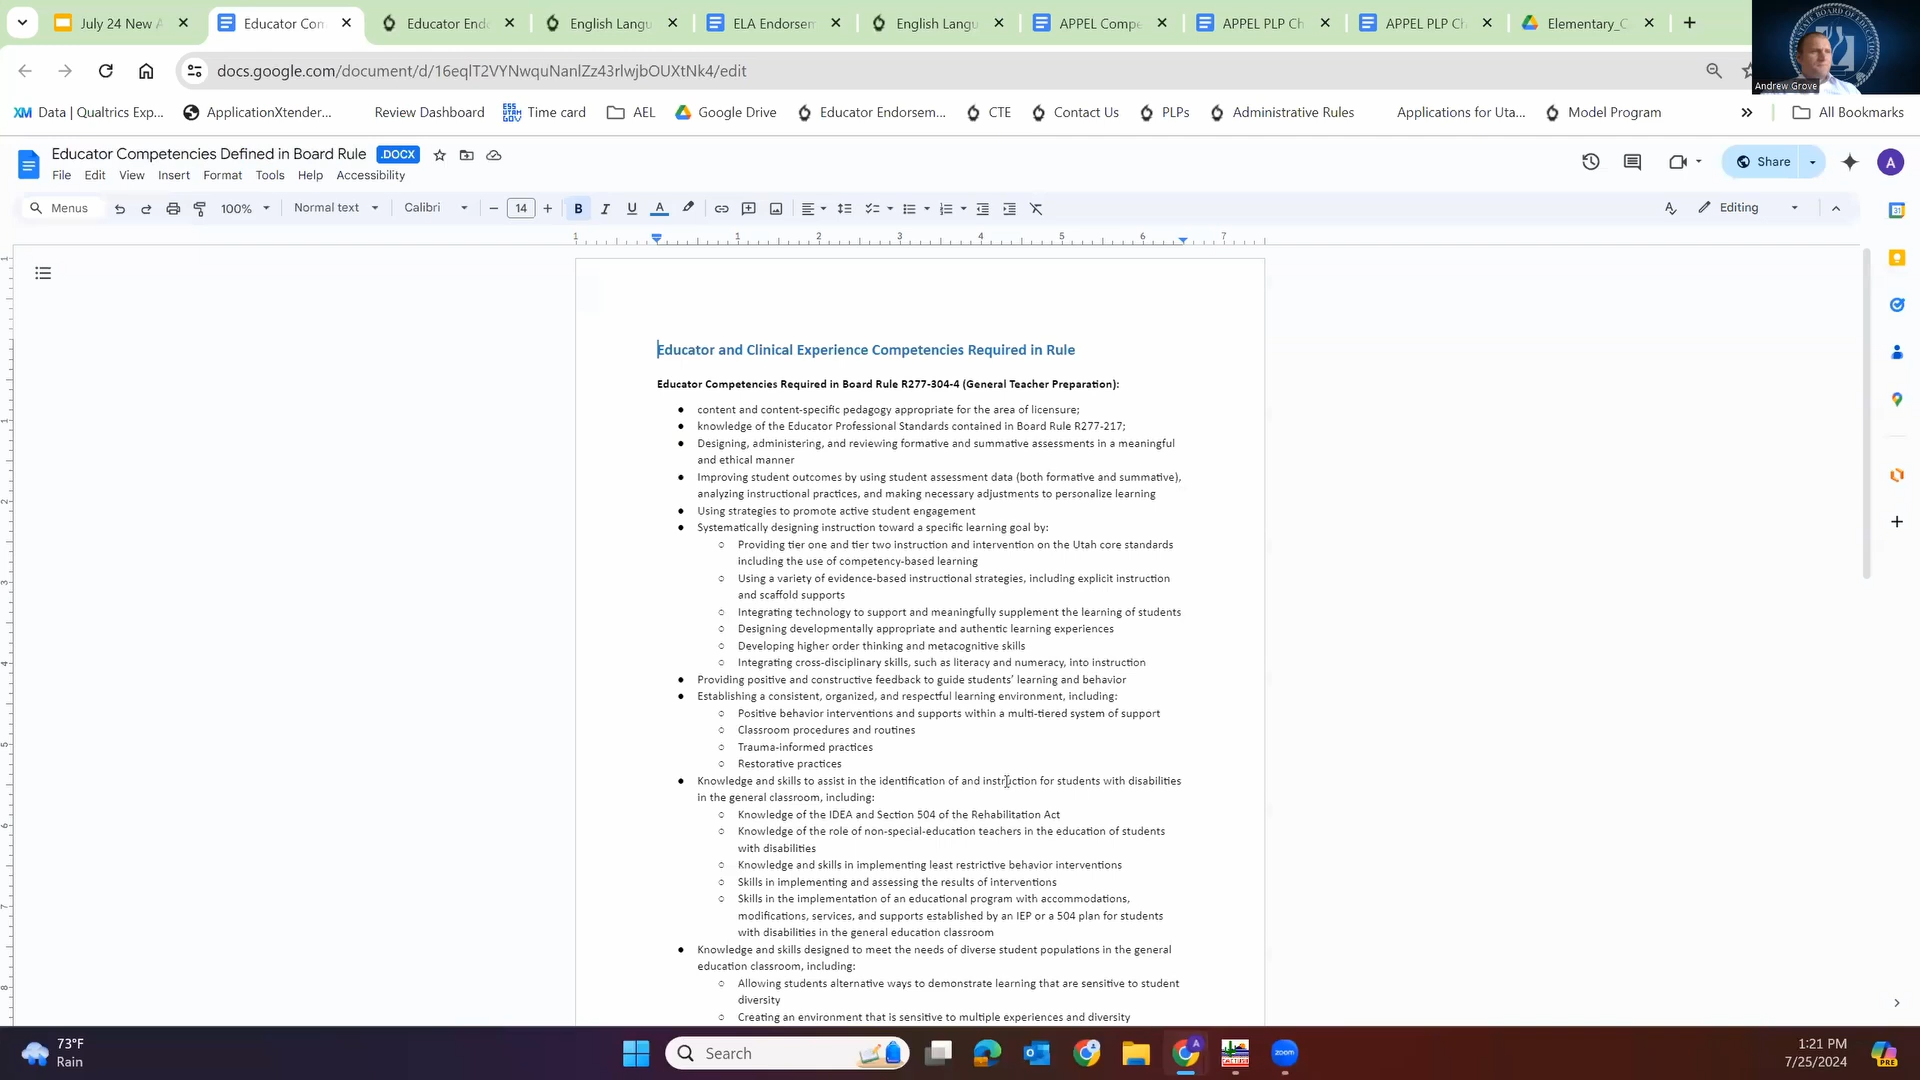 July 24 New A
Educator Com
Educator Endo
English Langu
ELA Endorsem
English Langu
APPEL Compe
APPEL PLP Ch
APPEL PLP Ch
Elementary_C
STATE BOARD OF EDUCATION
docs.google.com/document/d/16eqlT2VYNwquNanlZz43rlwjbOUXtNk4/edit
Andrew Grove
XM Data | Qualtrics Exp...
ApplicationXtender...
Review Dashboard
ESS UTAH GOV Time card
AEL
Google Drive
Educator Endorsem...
CTE
Contact Us
PLPs
Administrative Rules
Applications for Uta...
Model Program
All Bookmarks
Educator Competencies Defined in Board Rule .DOCX
File Edit View Insert Format Tools Help Accessibility
Share
A
Menus
100%
Normal text
Calibri
14
B I U A
Editing
1 1 2 3 4 5 6 7
Educator and Clinical Experience Competencies Required in Rule
Educator Competencies Required in Board Rule R277-304-4 (General Teacher Preparation):
● content and content-specific pedagogy appropriate for the area of licensure;
● knowledge of the Educator Professional Standards contained in Board Rule R277-217;
● Designing, administering, and reviewing formative and summative assessments in a meaningful
and ethical manner
● Improving student outcomes by using student assessment data (both formative and summative),
analyzing instructional practices, and making necessary adjustments to personalize learning
● Using strategies to promote active student engagement
● Systematically designing instruction toward a specific learning goal by:
○ Providing tier one and tier two instruction and intervention on the Utah core standards
including the use of competency-based learning
○ Using a variety of evidence-based instructional strategies, including explicit instruction
and scaffold supports
○ Integrating technology to support and meaningfully supplement the learning of students
○ Designing developmentally appropriate and authentic learning experiences
○ Developing higher order thinking and metacognitive skills
○ Integrating cross-disciplinary skills, such as literacy and numeracy, into instruction
● Providing positive and constructive feedback to guide students’ learning and behavior
● Establishing a consistent, organized, and respectful learning environment, including:
○ Positive behavior interventions and supports within a multi-tiered system of support
○ Classroom procedures and routines
○ Trauma-informed practices
○ Restorative practices
● Knowledge and skills to assist in the identification of and instruction for students with disabilities
in the general classroom, including:
○ Knowledge of the IDEA and Section 504 of the Rehabilitation Act
○ Knowledge of the role of non-special-education teachers in the education of students
with disabilities
○ Knowledge and skills in implementing least restrictive behavior interventions
○ Skills in implementing and assessing the results of interventions
○ Skills in the implementation of an educational program with accommodations,
modifications, services, and supports established by an IEP or a 504 plan for students
with disabilities in the general education classroom
● Knowledge and skills designed to meet the needs of diverse student populations in the general
education classroom, including:
○ Allowing students alternative ways to demonstrate learning that are sensitive to student
diversity
○ Creating an environment that is sensitive to multiple experiences and diversity
73°F
Rain
Search
zoom
1:21 PM
7/25/2024
PRE